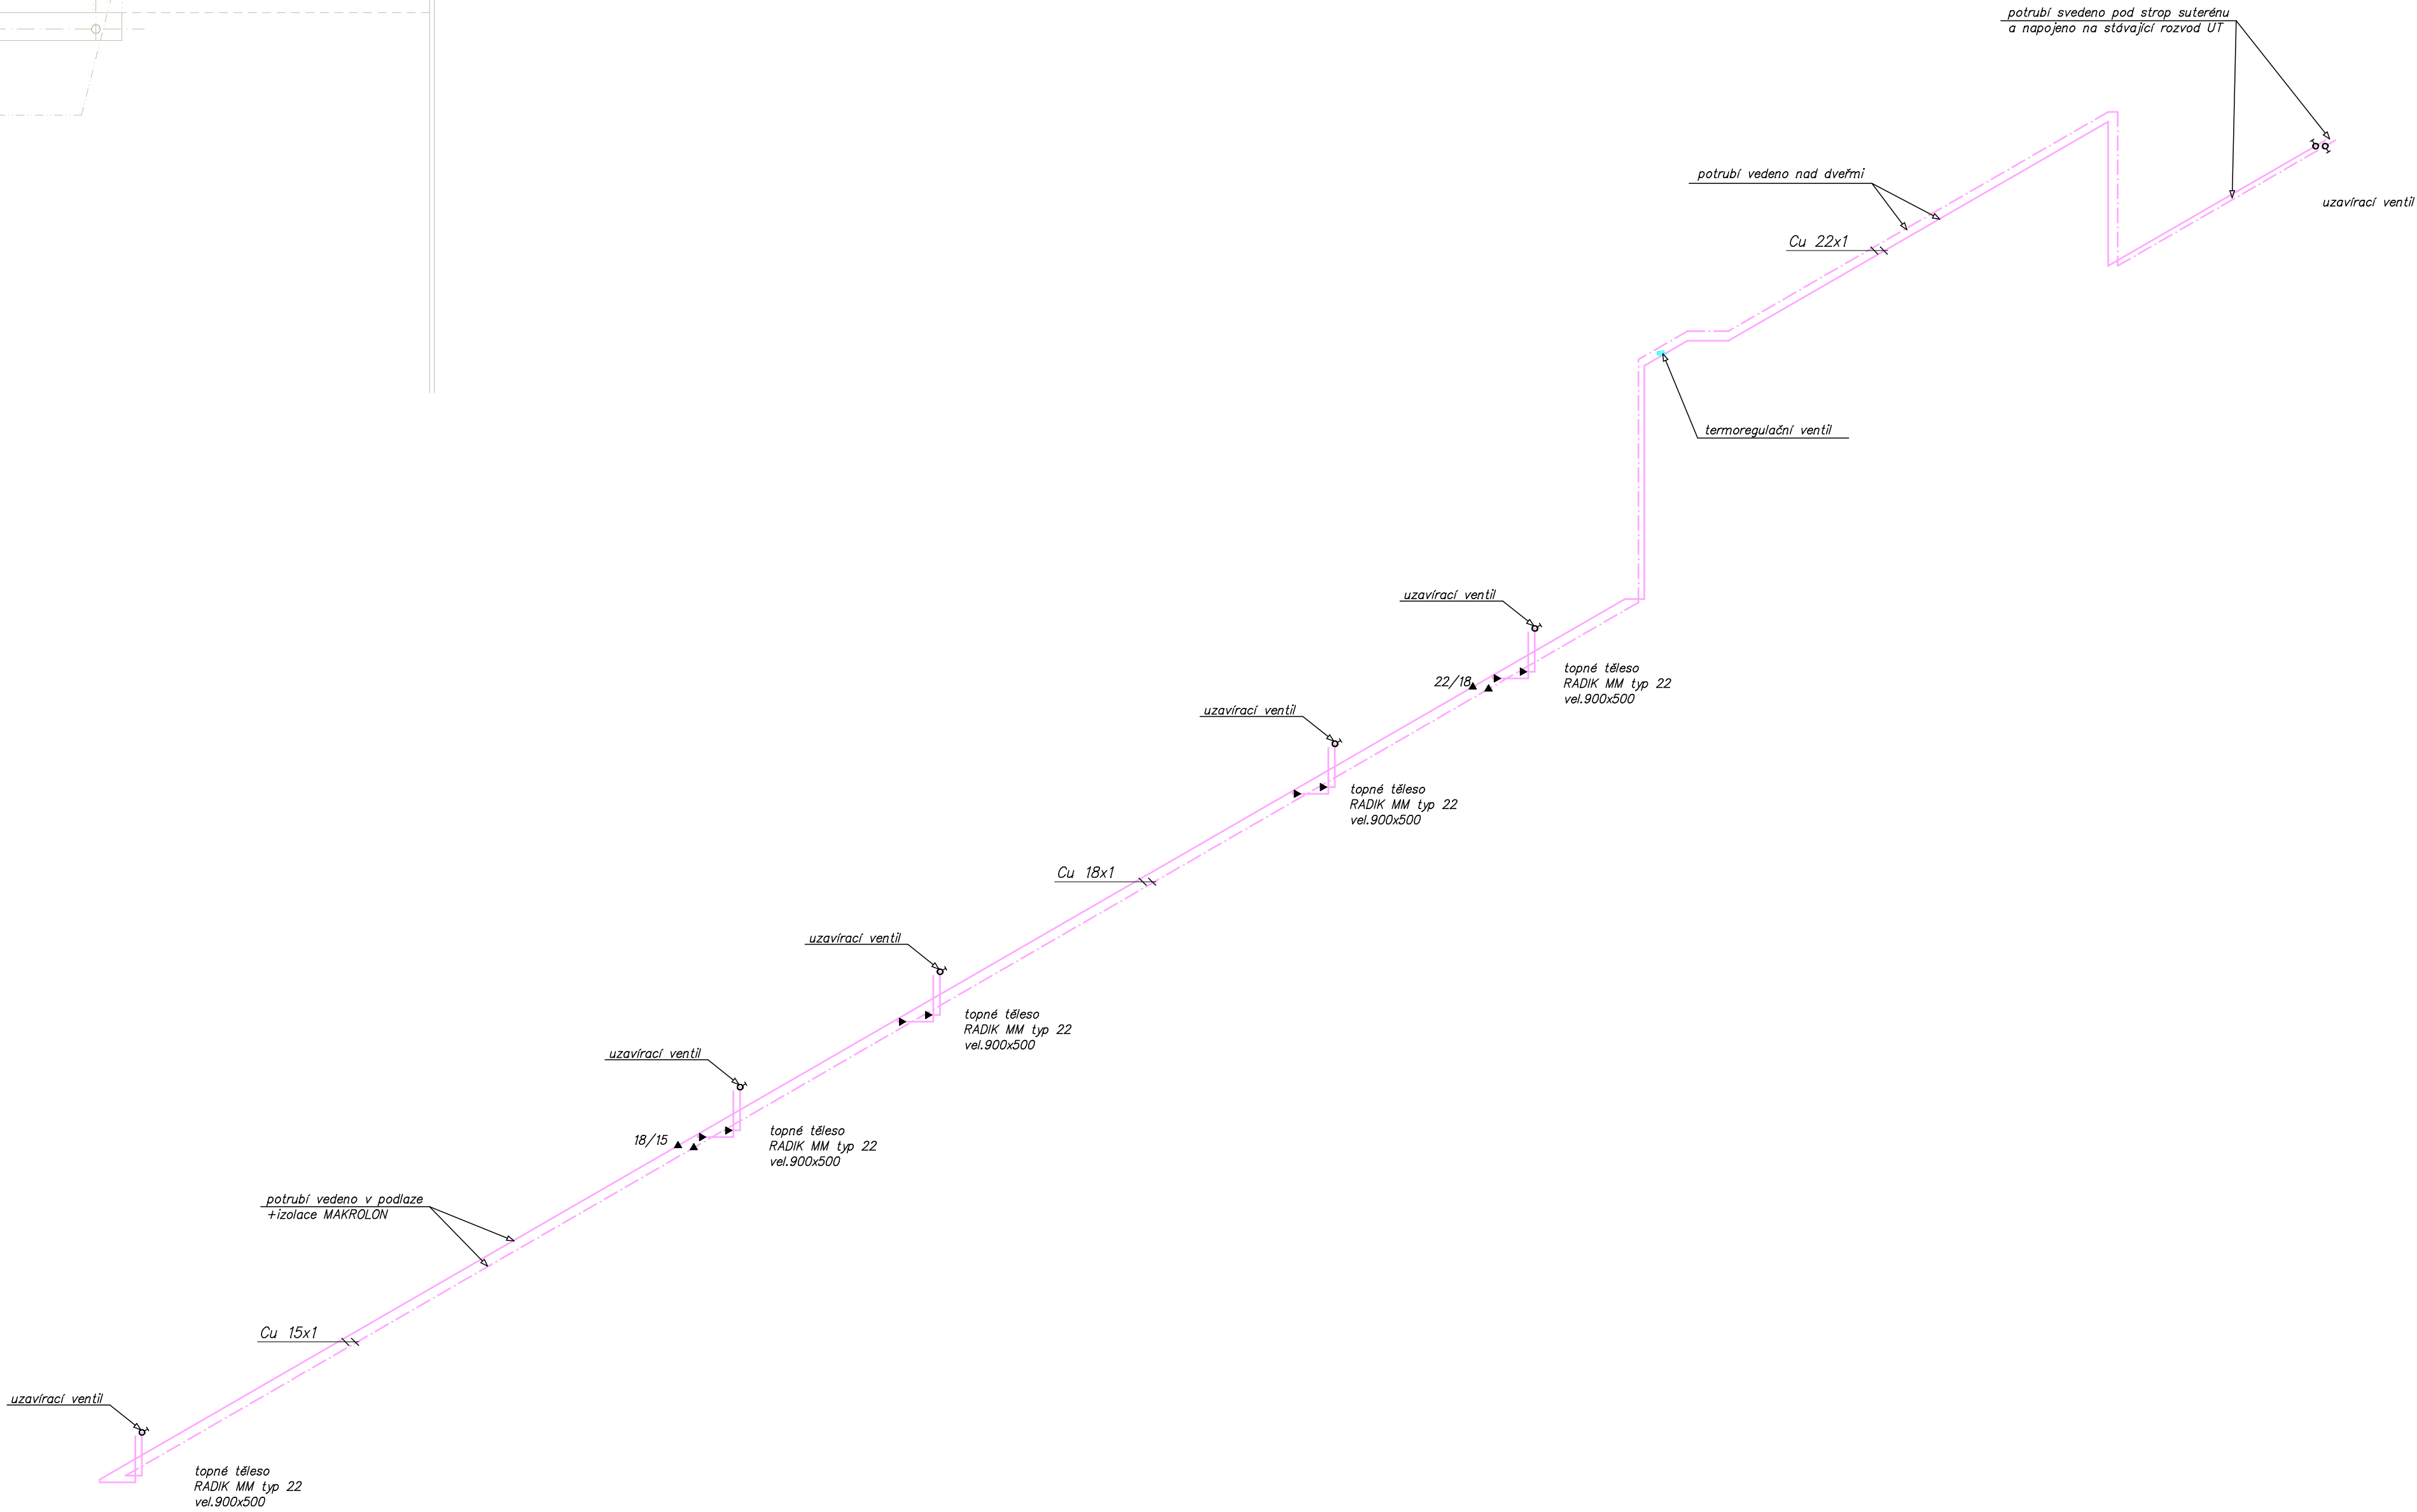 potrubí svedeno pod strop suterénu
a napojeno na stávající rozvod UT
potrubí vedeno nad dveřmi
uzavírací ventil
Cu 22x1
termoregulační ventil
uzavírací ventil
topné těleso
RADIK MM typ 22
vel.900x500
22/18
uzavírací ventil
topné těleso
RADIK MM typ 22
vel.900x500
Cu 18x1
uzavírací ventil
topné těleso
RADIK MM typ 22
vel.900x500
uzavírací ventil
topné těleso
RADIK MM typ 22
vel.900x500
18/15
potrubí vedeno v podlaze
+izolace MAKROLON
Cu 15x1
uzavírací ventil
topné těleso
RADIK MM typ 22
vel.900x500